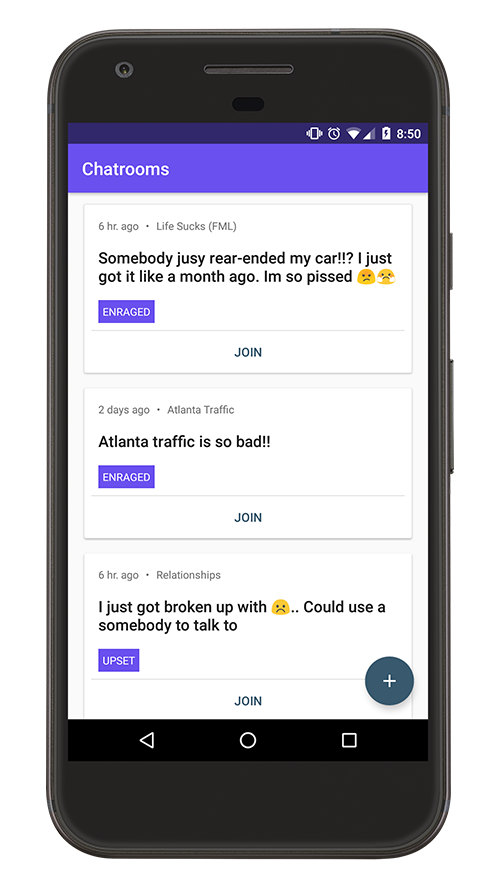 8:50
Chatrooms
6 hr. ago • Life Sucks (FML)
Somebody jusy rear-ended my car!!? I just
got it like a month ago. Im so pissed 😡😤
ENRAGED
JOIN
2 days ago • Atlanta Traffic
Atlanta traffic is so bad!!
ENRAGED
JOIN
6 hr. ago • Relationships
I just got broken up with ☹️.. Could use a
somebody to talk to
UPSET
JOIN
+